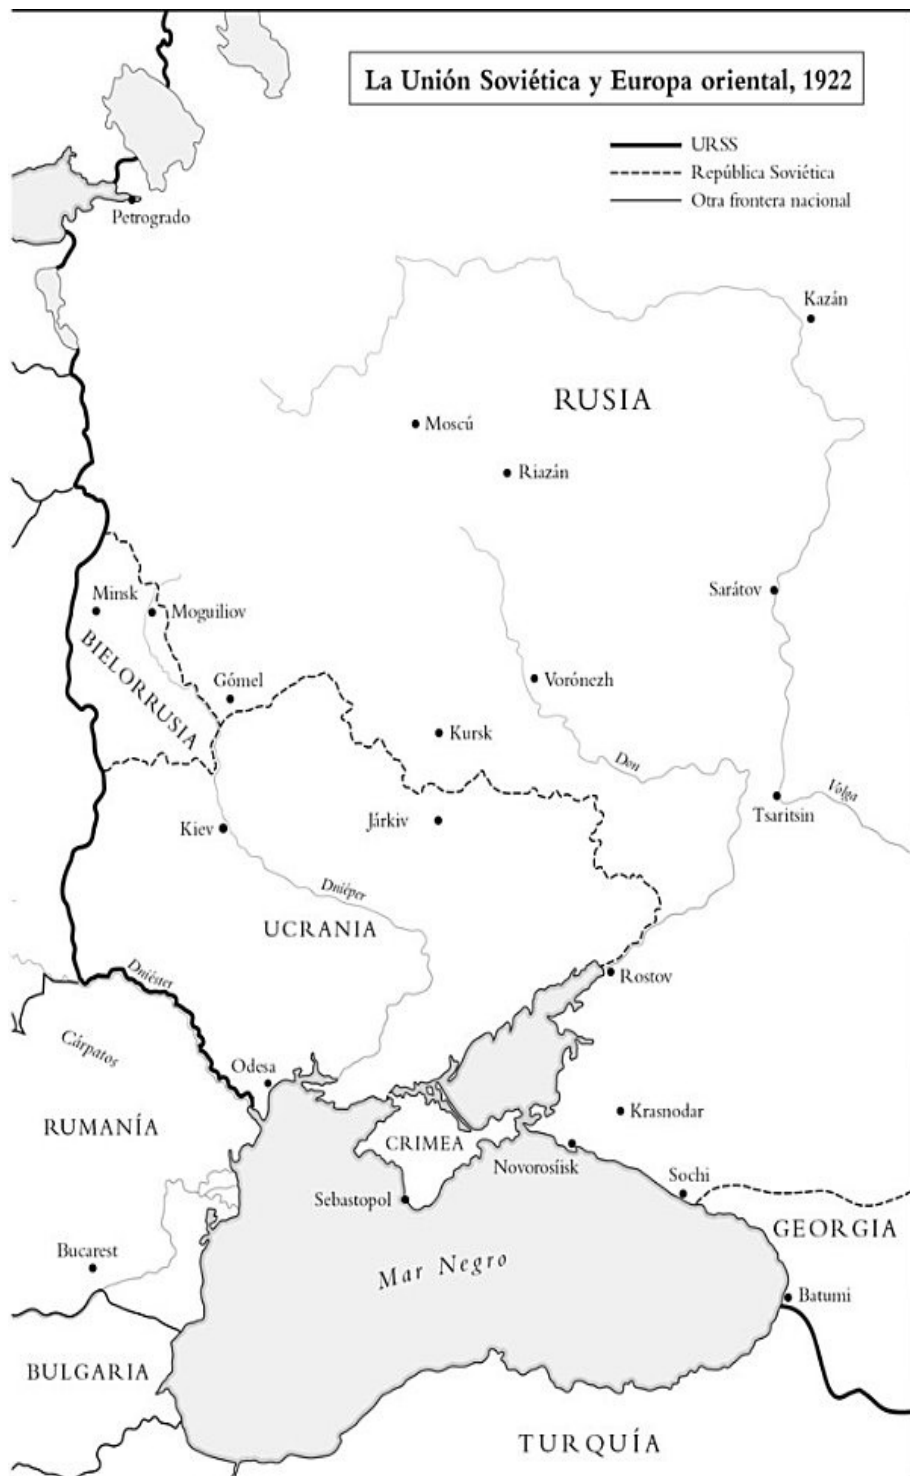 La Unión Soviética y Europa oriental, 1922
URSS
República Soviética
Otra frontera nacional
Petrogrado
Kazán
RUSIA
Moscú
Riazán
Sarátov
Minsk
Moguiliov
BIELORRUSIA
Gómel
Vorónezh
Kursk
Don
Volga
Tsaritsin
Járkiv
Kiev
Dniéper
UCRANIA
Rostov
Dniéster
Cárpatos
Odesa
RUMANÍA
Krasnodar
CRIMEA
Novorosíisk
Sochi
Sebastopol
GEORGIA
Bucarest
Mar Negro
Batumi
BULGARIA
TURQUÍA